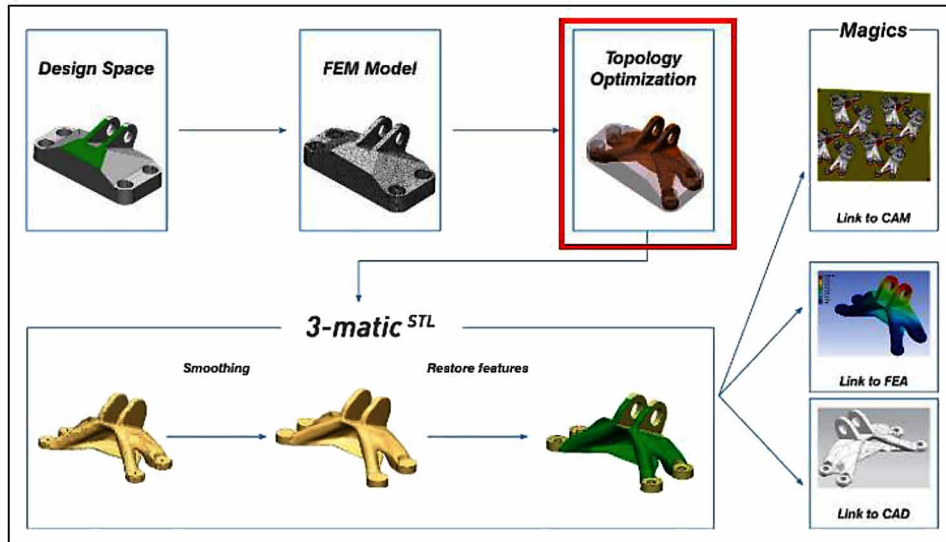 Design Space
FEM Model
Topology
Optimization
Magics
Link to CAM
3-matic STL
Smoothing
Restore features
Link to FEA
Link to CAD